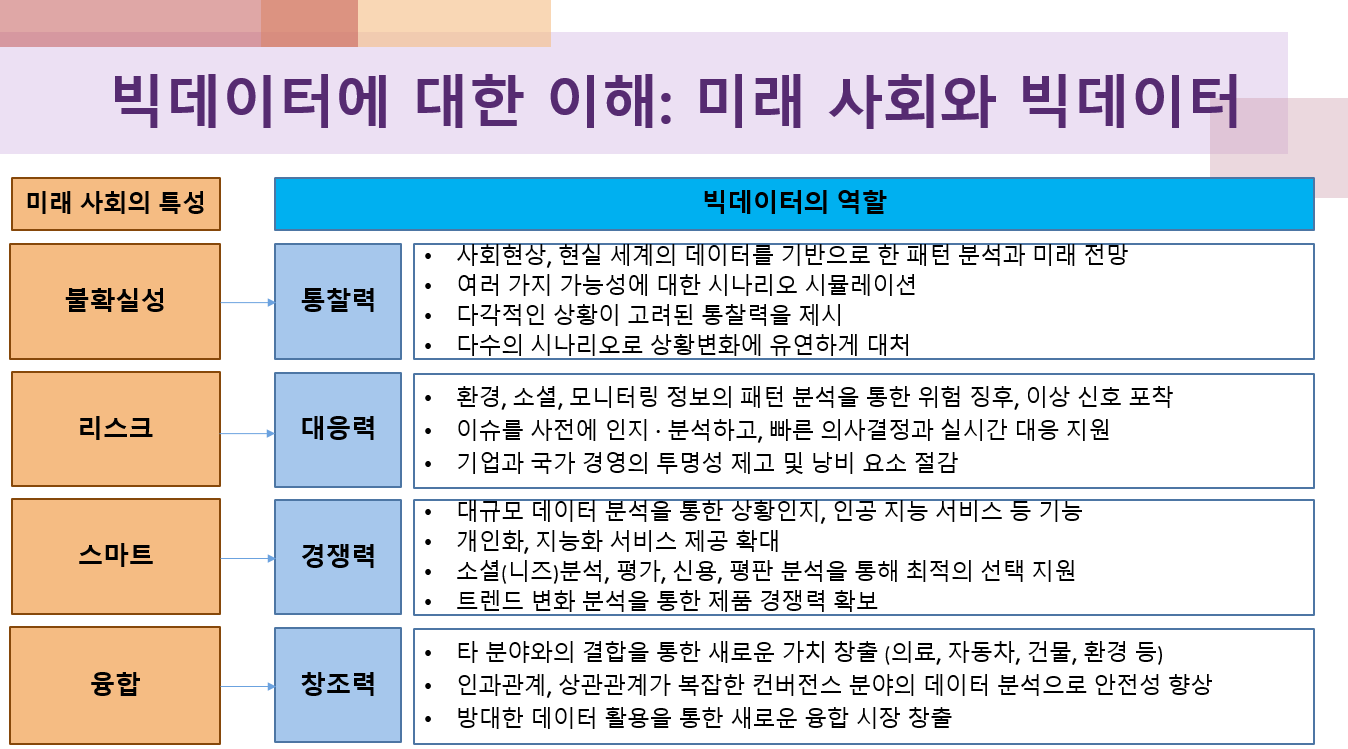 빅데이터에 대한 이해: 미래 사회와 빅데이터
미래 사회의 특성
빅데이터의 역할
불확실성
통찰력
• 사회현상, 현실 세계의 데이터를 기반으로 한 패턴 분석과 미래 전망
• 여러 가지 가능성에 대한 시나리오 시뮬레이션
• 다각적인 상황이 고려된 통찰력을 제시
• 다수의 시나리오로 상황변화에 유연하게 대처
리스크
대응력
• 환경, 소셜, 모니터링 정보의 패턴 분석을 통한 위험 징후, 이상 신호 포착
• 이슈를 사전에 인지 · 분석하고, 빠른 의사결정과 실시간 대응 지원
• 기업과 국가 경영의 투명성 제고 및 낭비 요소 절감
스마트
경쟁력
• 대규모 데이터 분석을 통한 상황인지, 인공 지능 서비스 등 기능
• 개인화, 지능화 서비스 제공 확대
• 소셜(니즈)분석, 평가, 신용, 평판 분석을 통해 최적의 선택 지원
• 트렌드 변화 분석을 통한 제품 경쟁력 확보
융합
창조력
• 타 분야와의 결합을 통한 새로운 가치 창출 (의료, 자동차, 건물, 환경 등)
• 인과관계, 상관관계가 복잡한 컨버전스 분야의 데이터 분석으로 안전성 향상
• 방대한 데이터 활용을 통한 새로운 융합 시장 창출